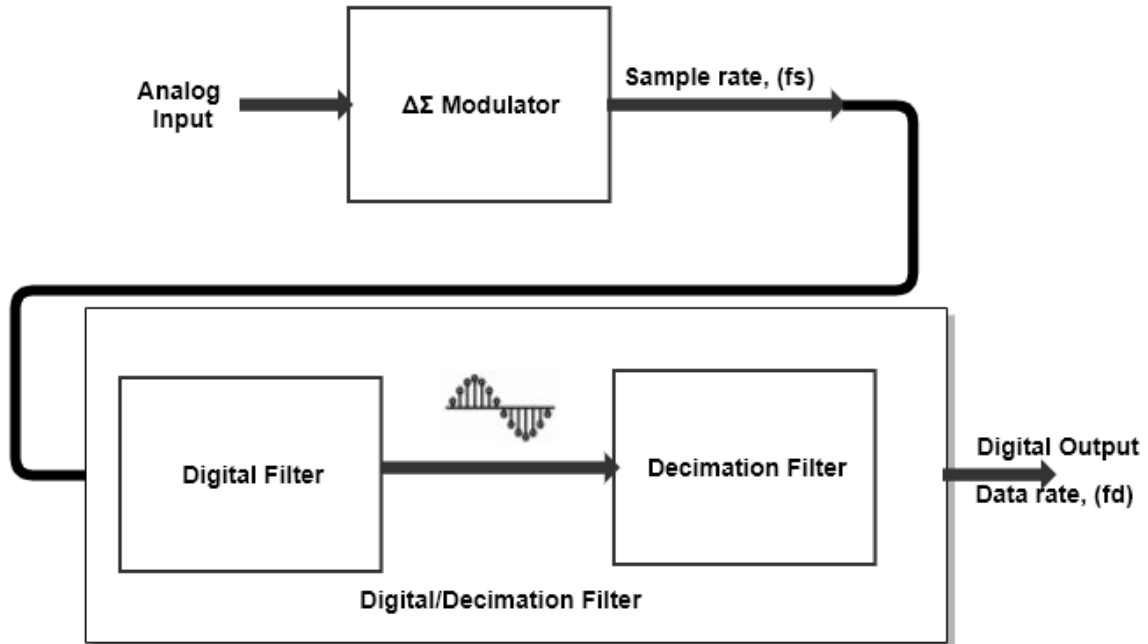 Analog
Input
ΔΣ Modulator
Sample rate, (fs)
Digital Filter
Decimation Filter
Digital/Decimation Filter
Digital Output
Data rate, (fd)